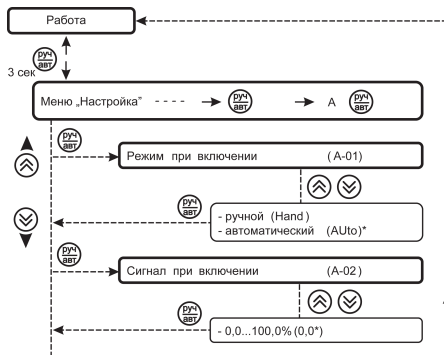 Работа
руч
авт
3 сек
Меню „Настройка” - - - - руч авт А руч авт
руч
авт
Режим при включении (А-01)
руч
авт
- ручной (Hand)
- автоматический (AUto)*
руч
авт
Сигнал при включении (А-02)
руч
авт
- 0,0...100,0% (0,0*)